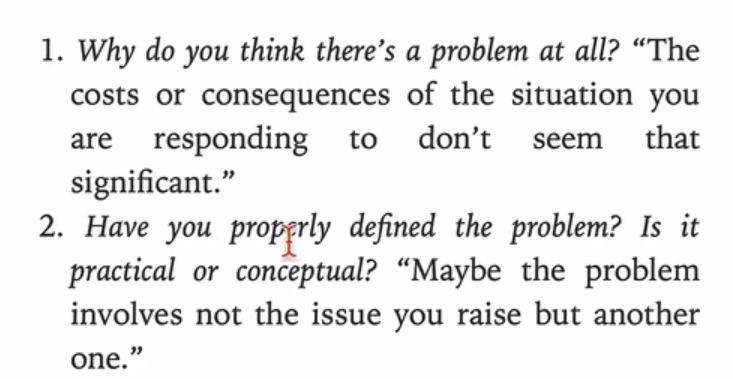 1. Why do you think there’s a problem at all? “The
costs or consequences of the situation you
are responding to don’t seem that
significant.”
2. Have you properly defined the problem? Is it
practical or conceptual? “Maybe the problem
involves not the issue you raise but another
one.”